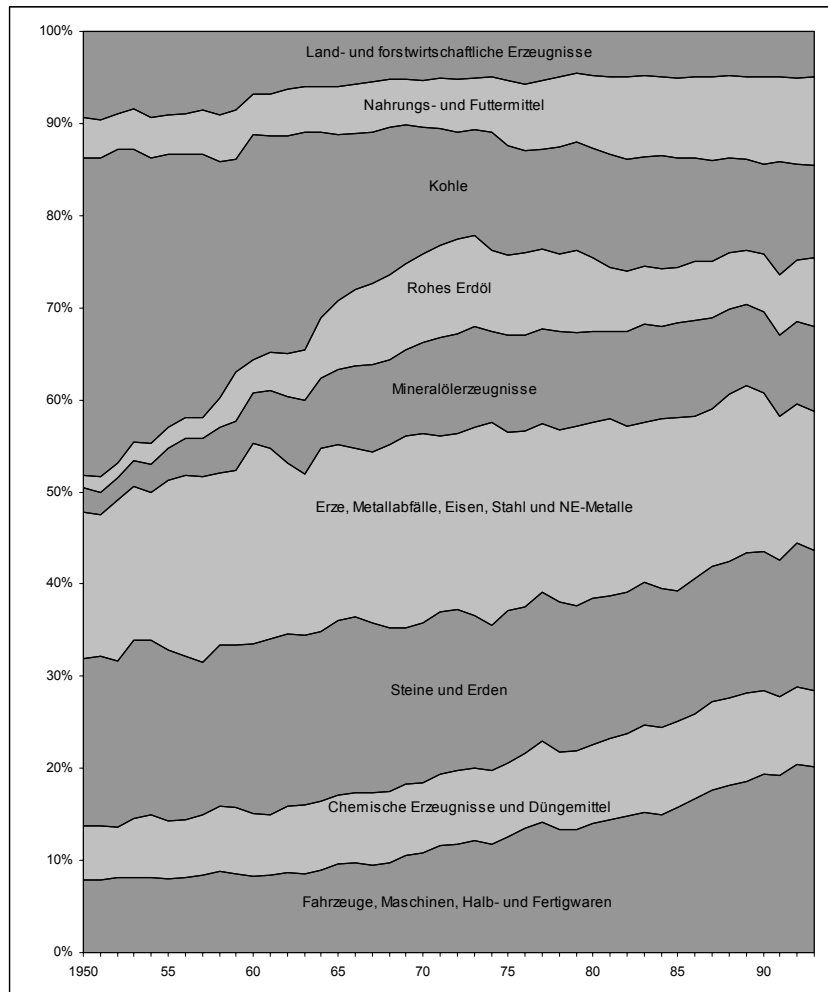 100%
Land- und forstwirtschaftliche Erzeugnisse
Nahrungs- und Futtermittel
90%
Kohle
80%
Rohes Erdöl
70%
Mineralölerzeugnisse
60%
50%
Erze, Metallabfälle, Eisen, Stahl und NE-Metalle
40%
30%
Steine und Erden
20%
Chemische Erzeugnisse und Düngemittel
10%
Fahrzeuge, Maschinen, Halb- und Fertigwaren
0%
1950 55 60 65 70 75 80 85 90